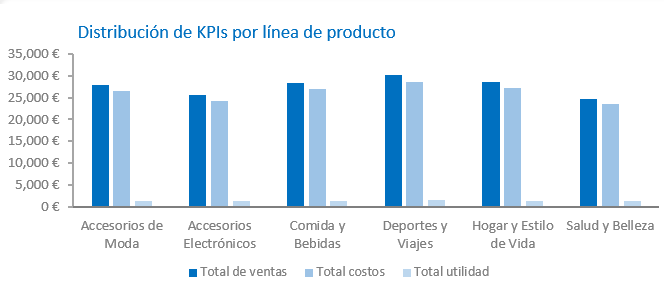 Distribución de KPIs por línea de producto
35,000 €
30,000 €
25,000 €
20,000 €
15,000 €
10,000 €
5,000 €
0 €
Accesorios de Moda
Accesorios Electrónicos
Comida y Bebidas
Deportes y Viajes
Hogar y Estilo de Vida
Salud y Belleza
Total de ventas
Total costos
Total utilidad